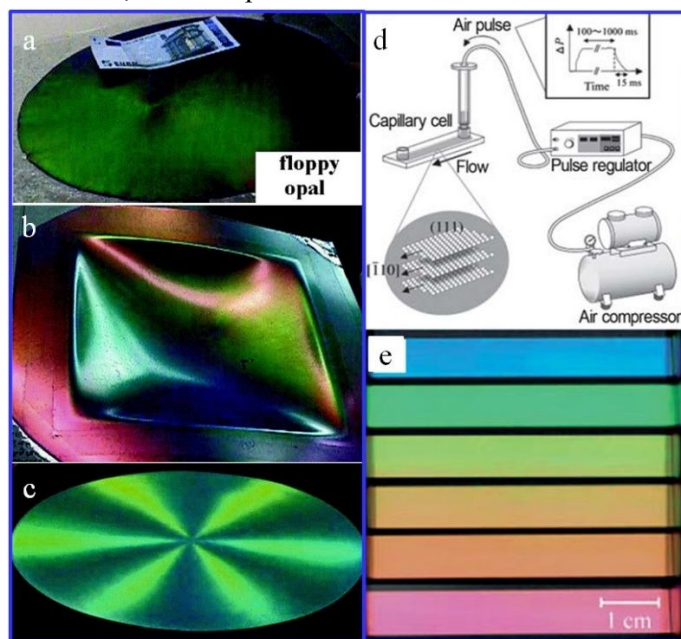 a
floppy
opal
b
c
d
Air pulse
ΔP
100～1000 ms
15 ms
Time
Capillary cell
Flow
Pulse regulator
(111)
[1̄10]
Air compressor
e
1 cm